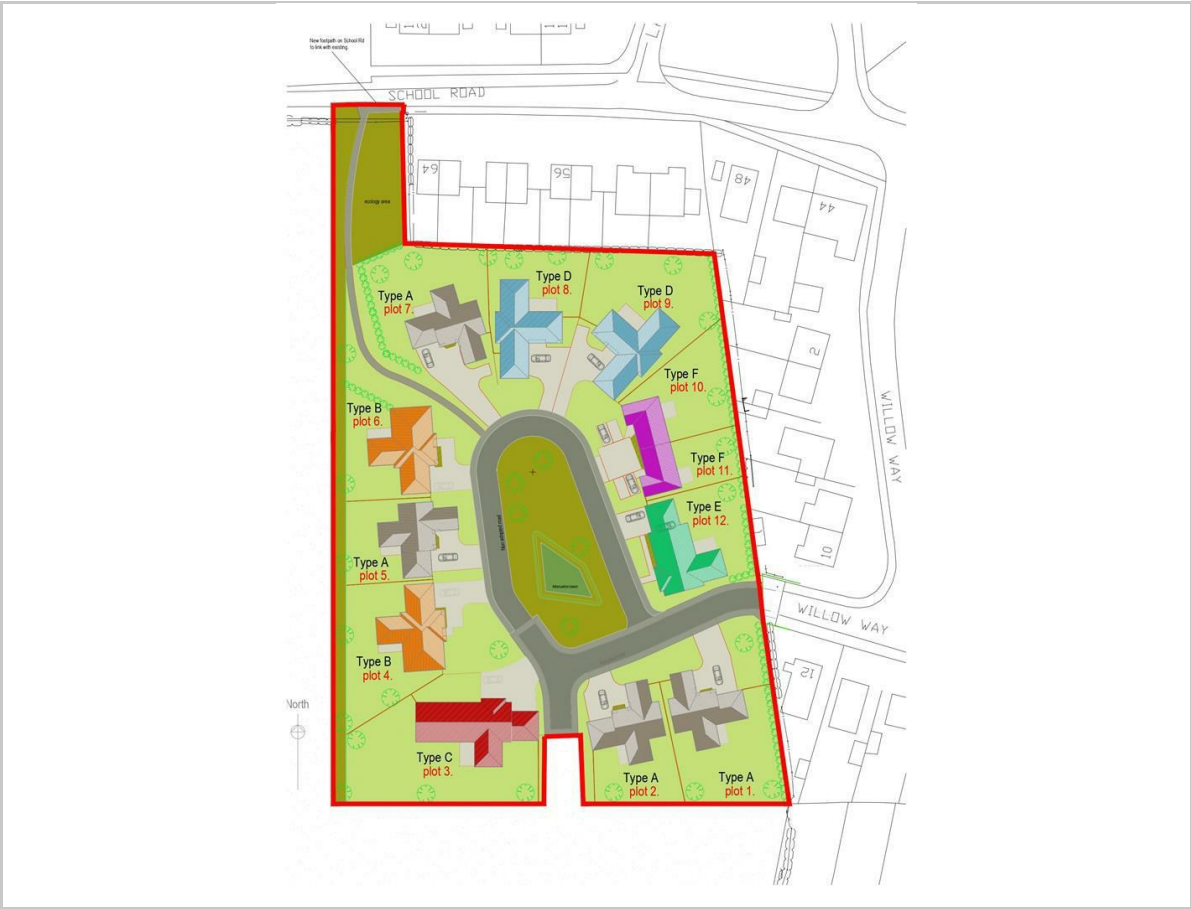 New footpath on School Rd
to link with existing.
SCHOOL ROAD
64
56
48
44
ecology area
Type A
plot 7.
Type D
plot 8.
Type D
plot 9.
2
Type F
plot 10.
WILLOW WAY
Type B
plot 6.
Type F
plot 11.
Type E
plot 12.
10
Type A
plot 5.
WILLOW WAY
Type B
plot 4.
12
North
Type C
plot 3.
Type A
plot 2.
Type A
plot 1.